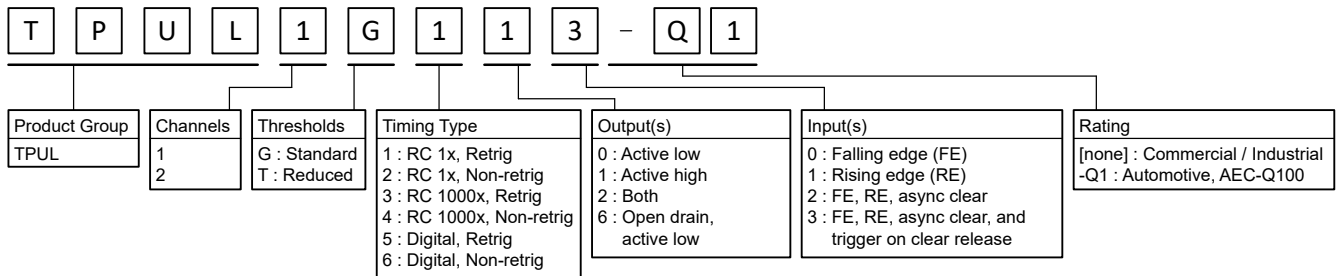 T P U L 1 G 1 1 3 - Q 1
Product Group
TPUL
Channels
1
2
Thresholds
G : Standard
T : Reduced
Timing Type
1 : RC 1x, Retrig
2 : RC 1x, Non-retrig
3 : RC 1000x, Retrig
4 : RC 1000x, Non-retrig
5 : Digital, Retrig
6 : Digital, Non-retrig
Output(s)
0 : Active low
1 : Active high
2 : Both
6 : Open drain,
active low
Input(s)
0 : Falling edge (FE)
1 : Rising edge (RE)
2 : FE, RE, async clear
3 : FE, RE, async clear, and
trigger on clear release
Rating
[none] : Commercial / Industrial
-Q1 : Automotive, AEC-Q100